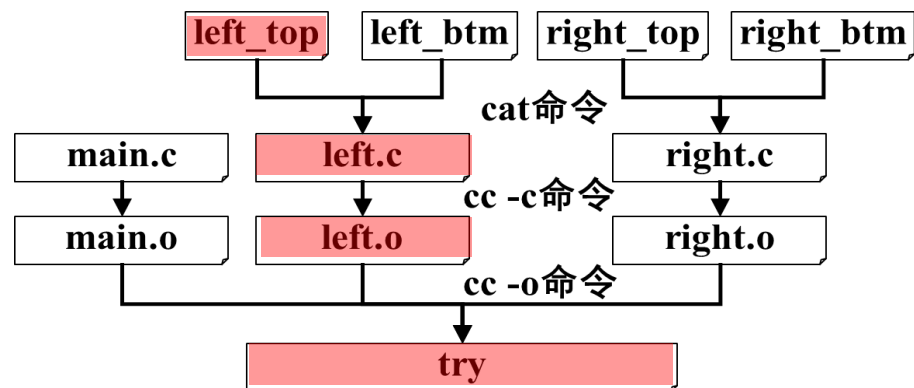 left_top
left_btm
right_top
right_btm
cat命令
main.c
left.c
right.c
cc -c命令
main.o
left.o
right.o
cc -o命令
try